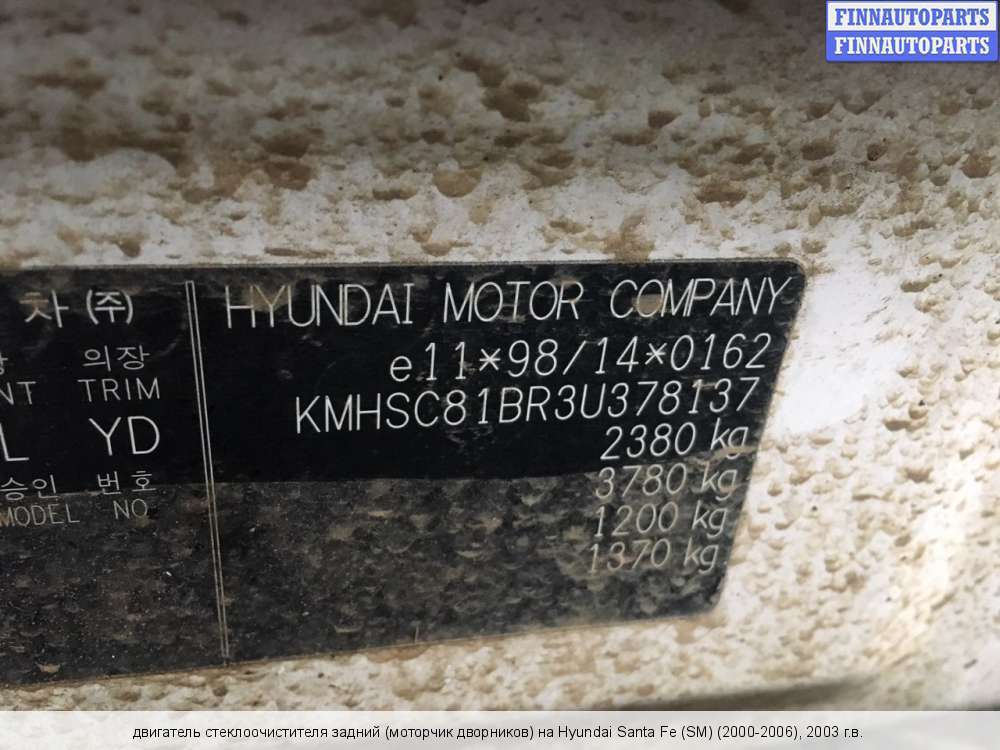 FINNAUTOPARTS
FINNAUTOPARTS
차 (주)
의장
NT TRIM
L YD
승인 번호
MODEL NO
HYUNDAI MOTOR COMPANY
e11*98/14*0162
KMHSC81BR3U378137
2380 kg
3780 kg
1200 kg
1370 kg
двигатель стеклоочистителя задний (моторчик дворников) на Hyundai Santa Fe (SM) (2000-2006), 2003 г.в.